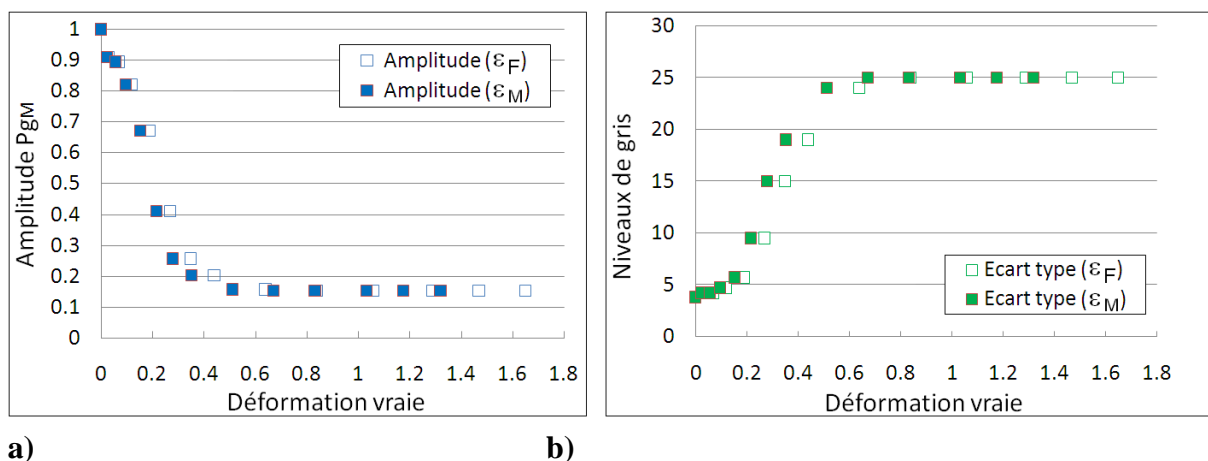 1
0.9
0.8
0.7
0.6
0.5
0.4
0.3
0.2
0.1
0
Amplitude PgM
Amplitude (εF)
Amplitude (εM)
0 0.2 0.4 0.6 0.8 1 1.2 1.4 1.6 1.8
Déformation vraie
a)
30
25
20
15
10
5
0
Niveaux de gris
Ecart type (εF)
Ecart type (εM)
0 0.2 0.4 0.6 0.8 1 1.2 1.4 1.6 1.8
Déformation vraie
b)